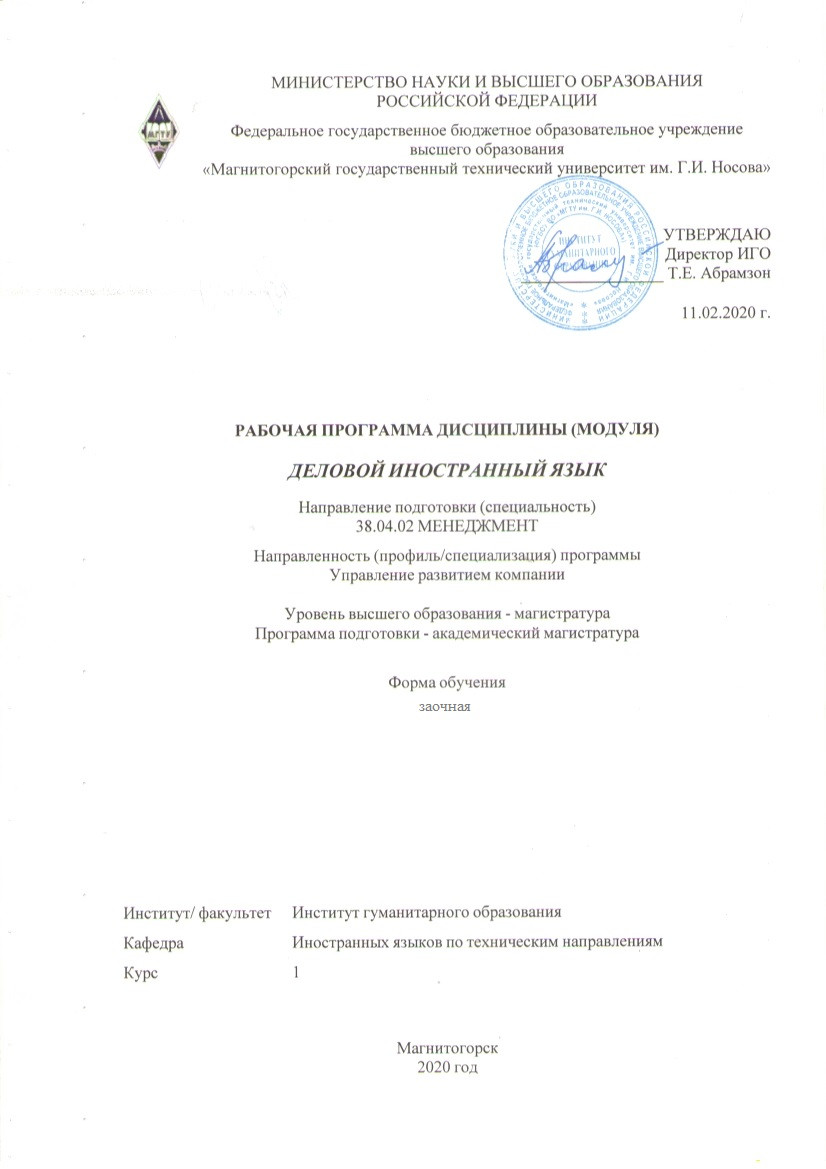 МИНИСТЕРСТВО НАУКИ И ВЫСШЕГО ОБРАЗОВАНИЯ
РОССИЙСКОЙ ФЕДЕРАЦИИ
Федеральное государственное бюджетное образовательное учреждение
высшего образования
«Магнитогорский государственный технический университет им. Г.И. Носова»
МГТУ
УТВЕРЖДАЮ
Директор ИГО
Т.Е. Абрамзон
11.02.2020 г.
РАБОЧАЯ ПРОГРАММА ДИСЦИПЛИНЫ (МОДУЛЯ)
ДЕЛОВОЙ ИНОСТРАННЫЙ ЯЗЫК
Направление подготовки (специальность)
38.04.02 МЕНЕДЖМЕНТ
Направленность (профиль/специализация) программы
Управление развитием компании
Уровень высшего образования - магистратура
Программа подготовки - академический магистратура
Форма обучения
заочная
Институт/ факультет Институт гуманитарного образования
Кафедра Иностранных языков по техническим направлениям
Курс 1
Магнитогорск
2020 год